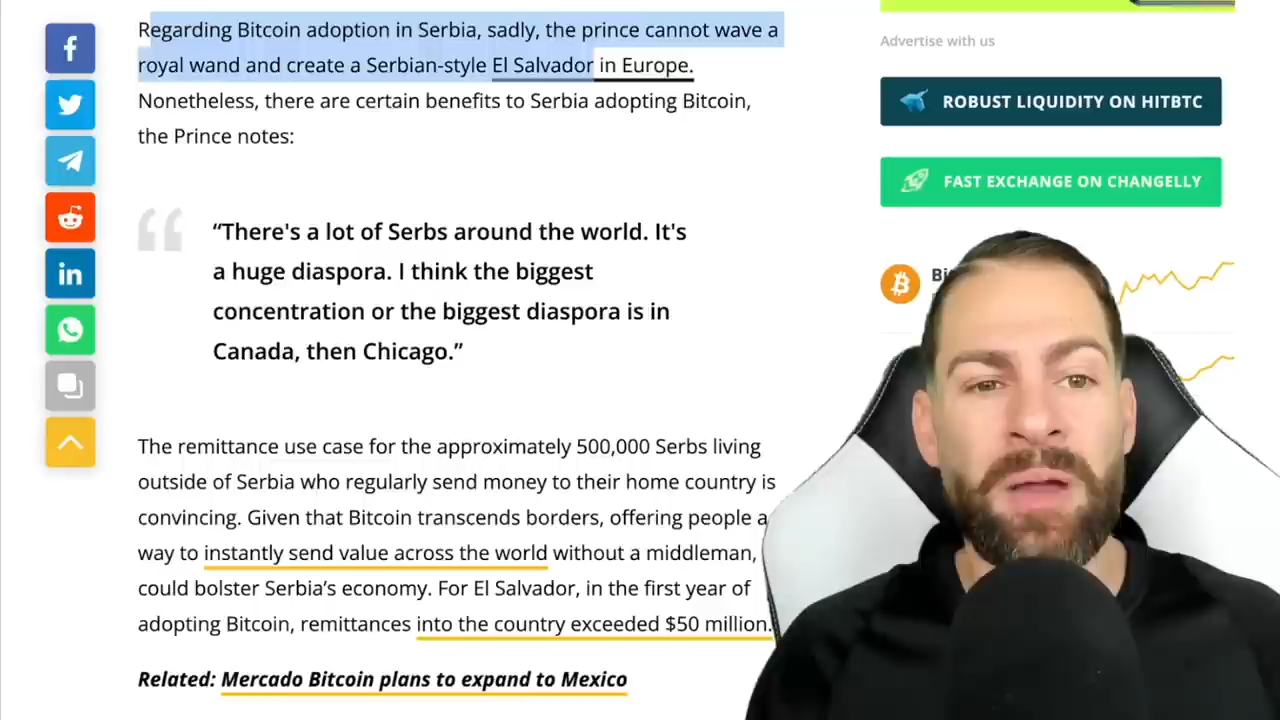 Regarding Bitcoin adoption in Serbia, sadly, the prince cannot wave a
royal wand and create a Serbian-style El Salvador in Europe.
Nonetheless, there are certain benefits to Serbia adopting Bitcoin,
the Prince notes:
“There's a lot of Serbs around the world. It's
a huge diaspora. I think the biggest
concentration or the biggest diaspora is in
Canada, then Chicago.”
The remittance use case for the approximately 500,000 Serbs living
outside of Serbia who regularly send money to their home country is
convincing. Given that Bitcoin transcends borders, offering people a
way to instantly send value across the world without a middleman,
could bolster Serbia’s economy. For El Salvador, in the first year of
adopting Bitcoin, remittances into the country exceeded $50 million.
Related: Mercado Bitcoin plans to expand to Mexico
Advertise with us
ROBUST LIQUIDITY ON HITBTC
FAST EXCHANGE ON CHANGELLY